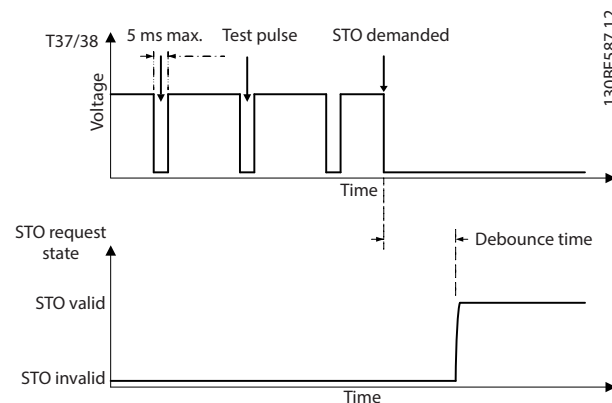 T37/38
5 ms max.
Test pulse
STO demanded
130BE587.12
Voltage
Time
STO request
state
Debounce time
STO valid
STO invalid
Time